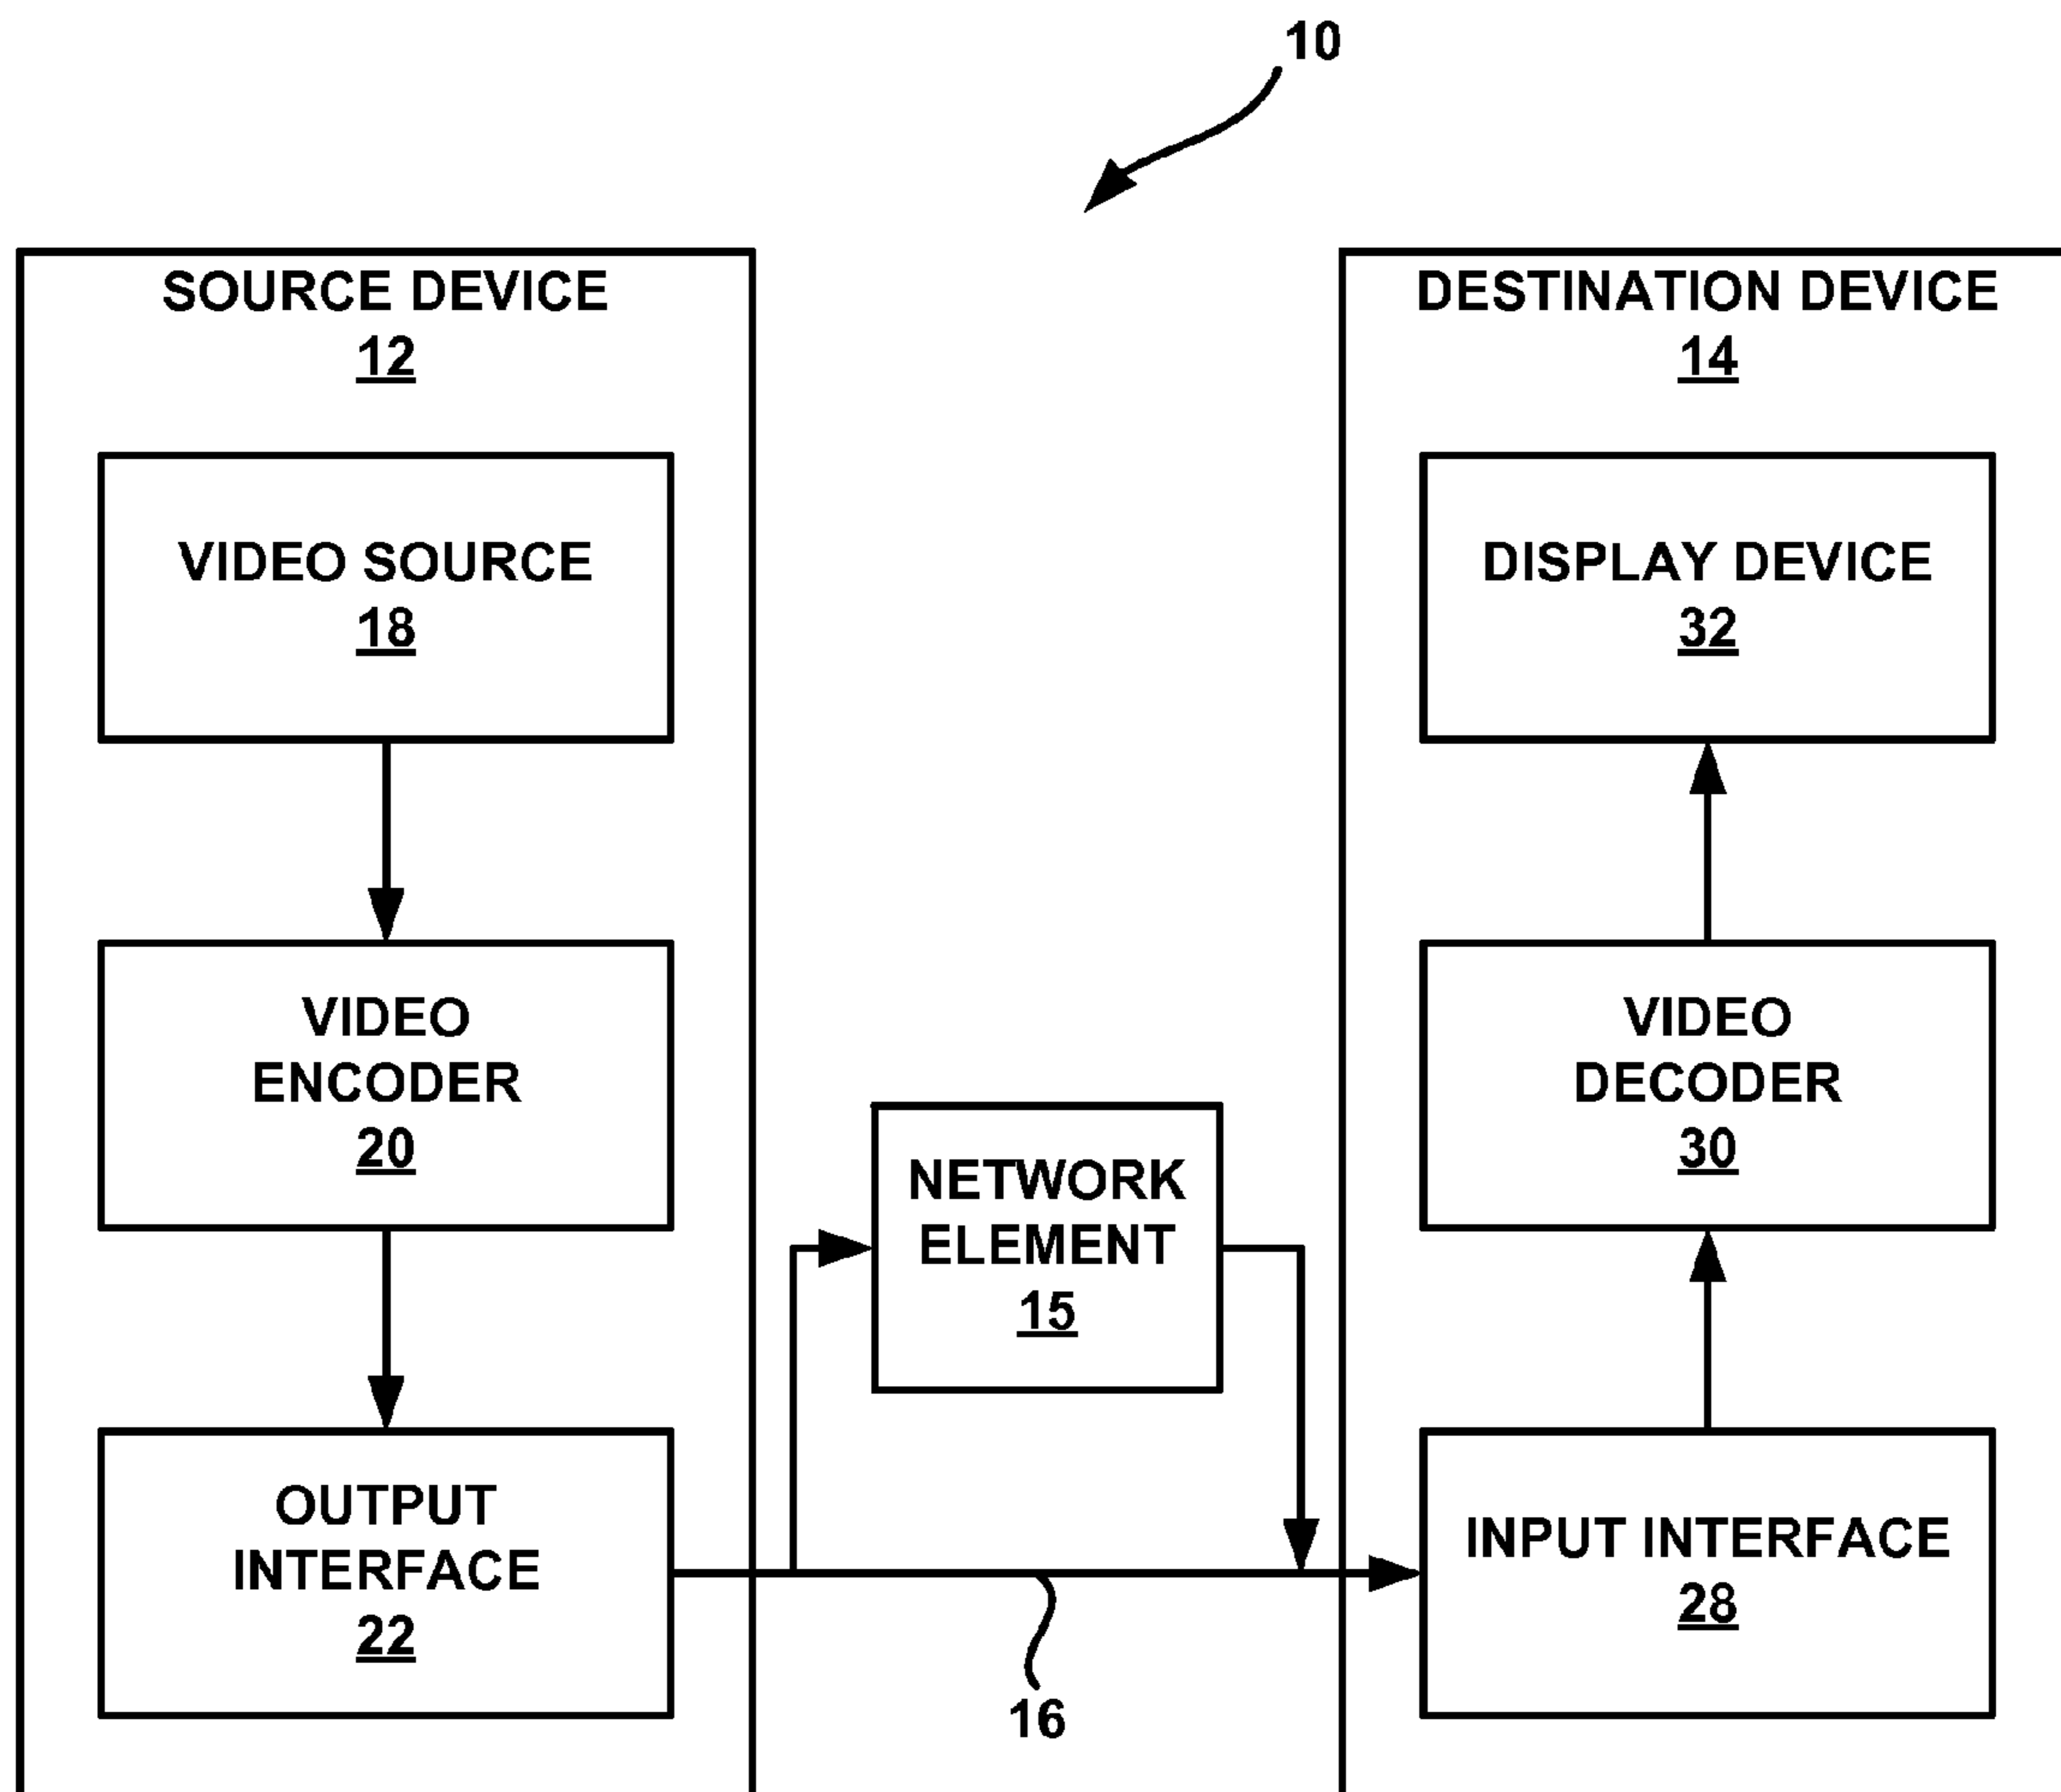 10
SOURCE DEVICE
12
VIDEO SOURCE
18
VIDEO
ENCODER
20
OUTPUT
INTERFACE
22
NETWORK
ELEMENT
15
16
DESTINATION DEVICE
14
DISPLAY DEVICE
32
VIDEO
DECODER
30
INPUT INTERFACE
28